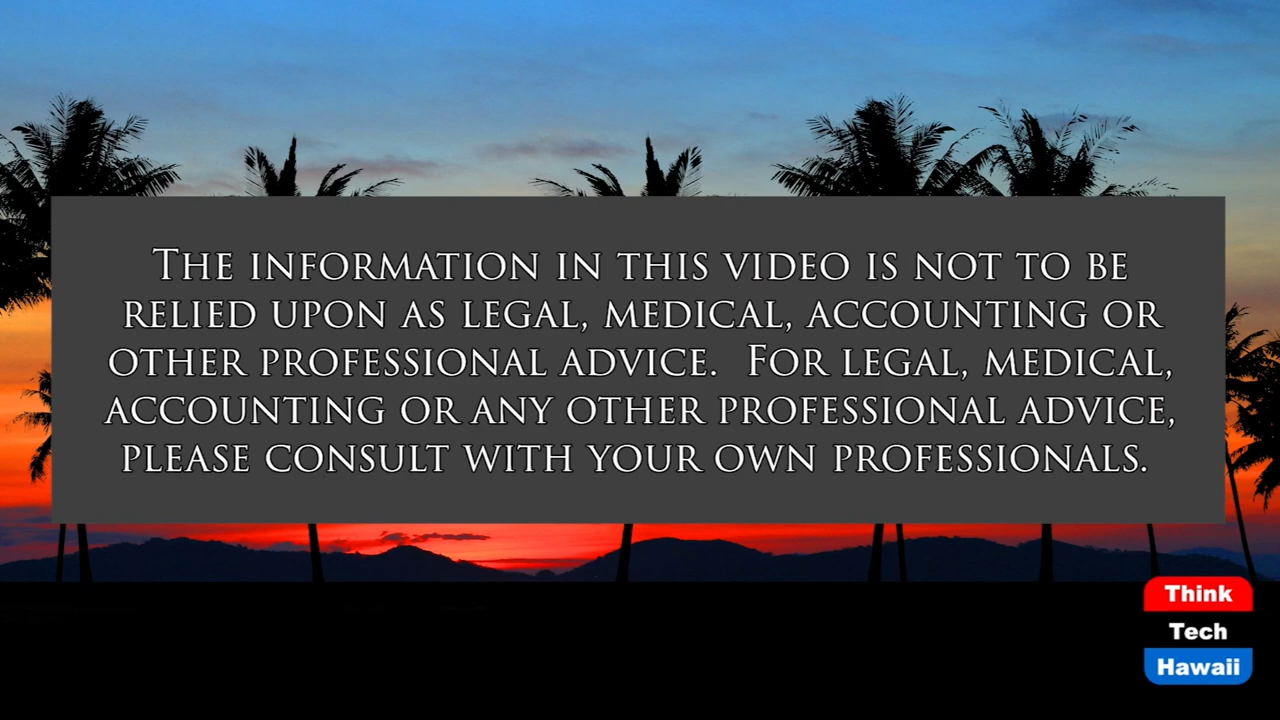 The information in this video is not to be
relied upon as legal, medical, accounting or
other professional advice.  For legal, medical,
accounting or any other professional advice,
please consult with your own professionals.
Think
Tech
Hawaii